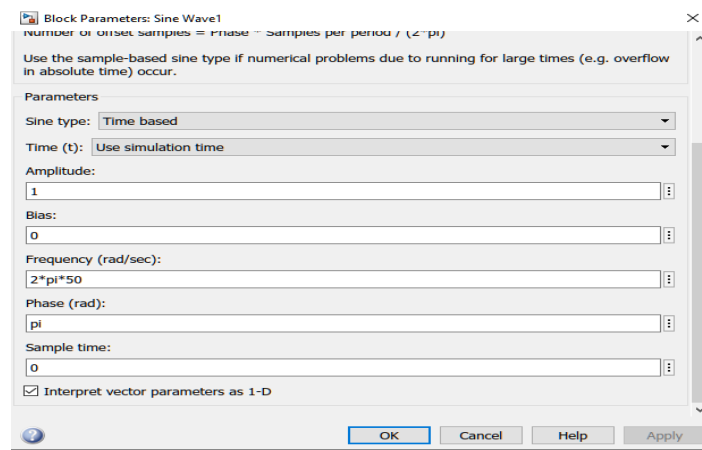 Block Parameters: Sine Wave1
Number of offset samples = Phase * Samples per period / (2*pi)
Use the sample-based sine type if numerical problems due to running for large times (e.g. overflow
in absolute time) occur.
Parameters
Sine type: Time based
Time (t): Use simulation time
Amplitude:
1
Bias:
0
Frequency (rad/sec):
2*pi*50
Phase (rad):
pi
Sample time:
0
Interpret vector parameters as 1-D
OK Cancel Help Apply